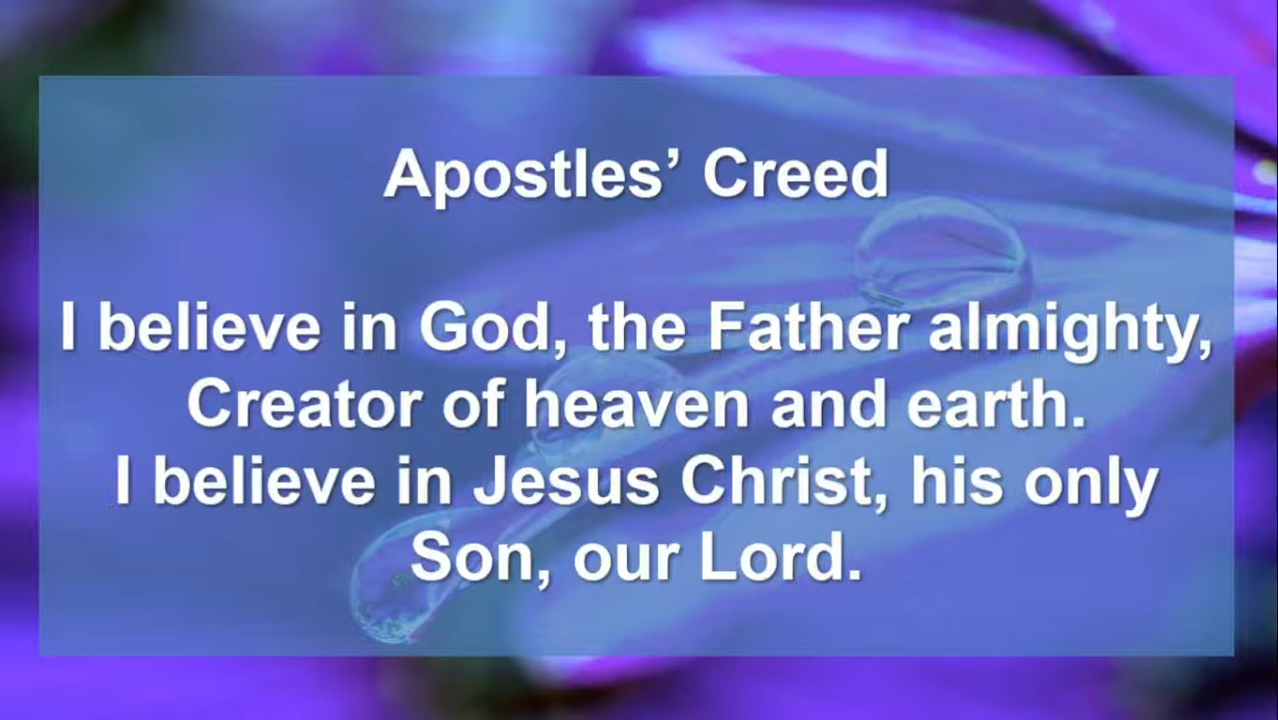 Apostles’ Creed
I believe in God, the Father almighty,
Creator of heaven and earth.
I believe in Jesus Christ, his only
Son, our Lord.